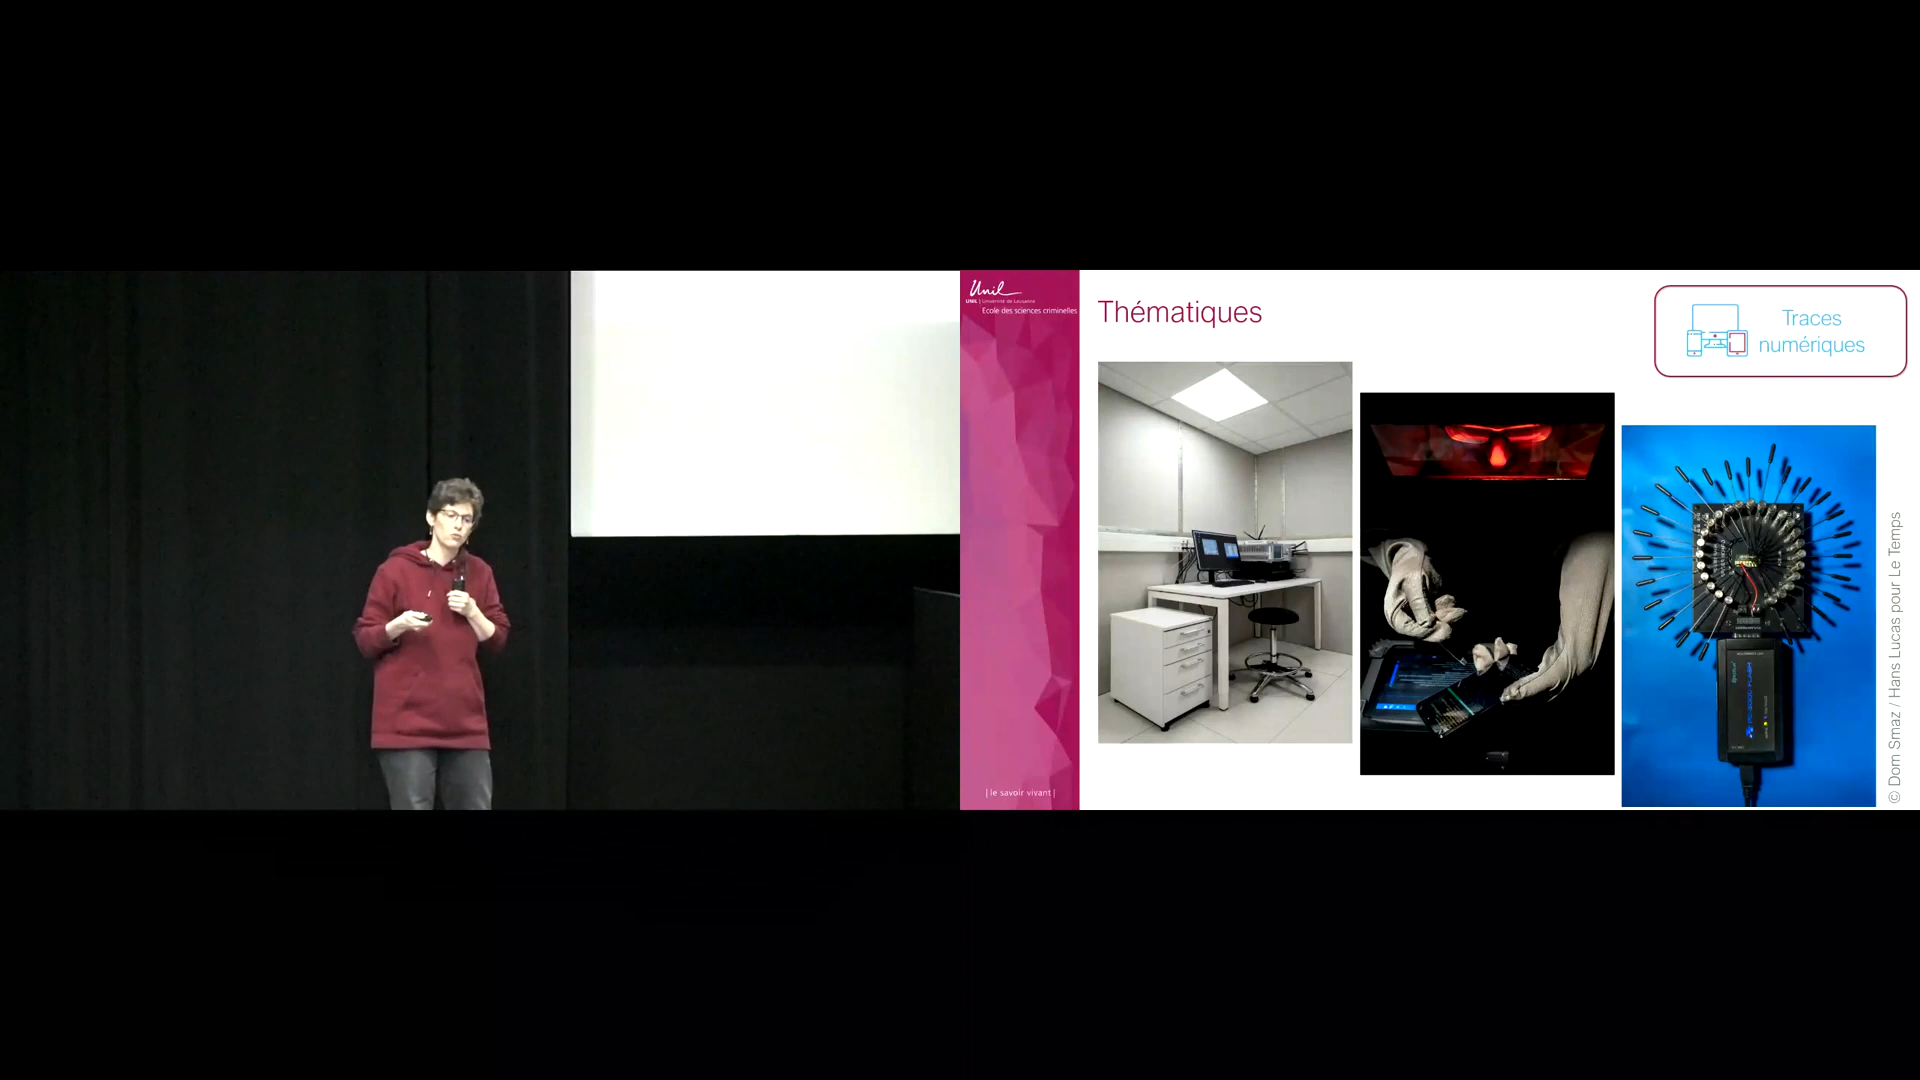 Unil
UNIL | Université de Lausanne
Ecole des sciences criminelles
Thématiques
Traces
numériques
© Dom Smaz / Hans Lucas pour Le Temps
| le savoir vivant |